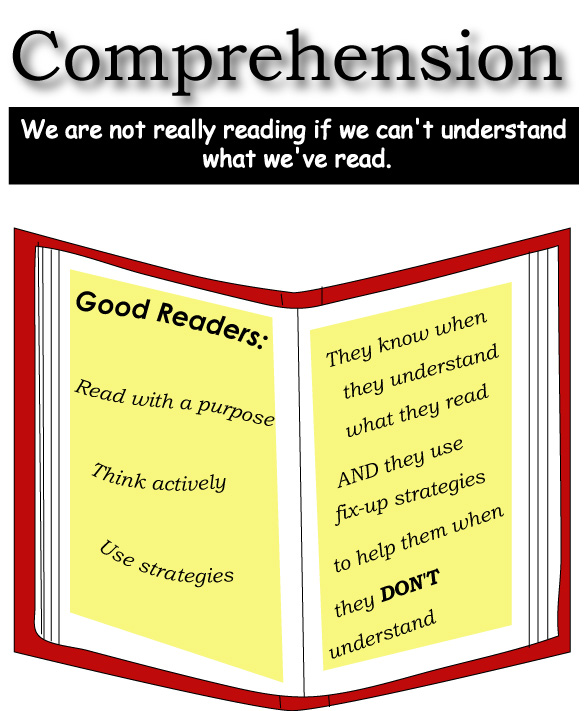 Comprehension
We are not really reading if we can't understand
what we've read.
Good Readers:
Read with a purpose
Think actively
Use strategies
They know when
they understand
what they read
AND they use
fix-up strategies
to help them when
they DON'T
understand